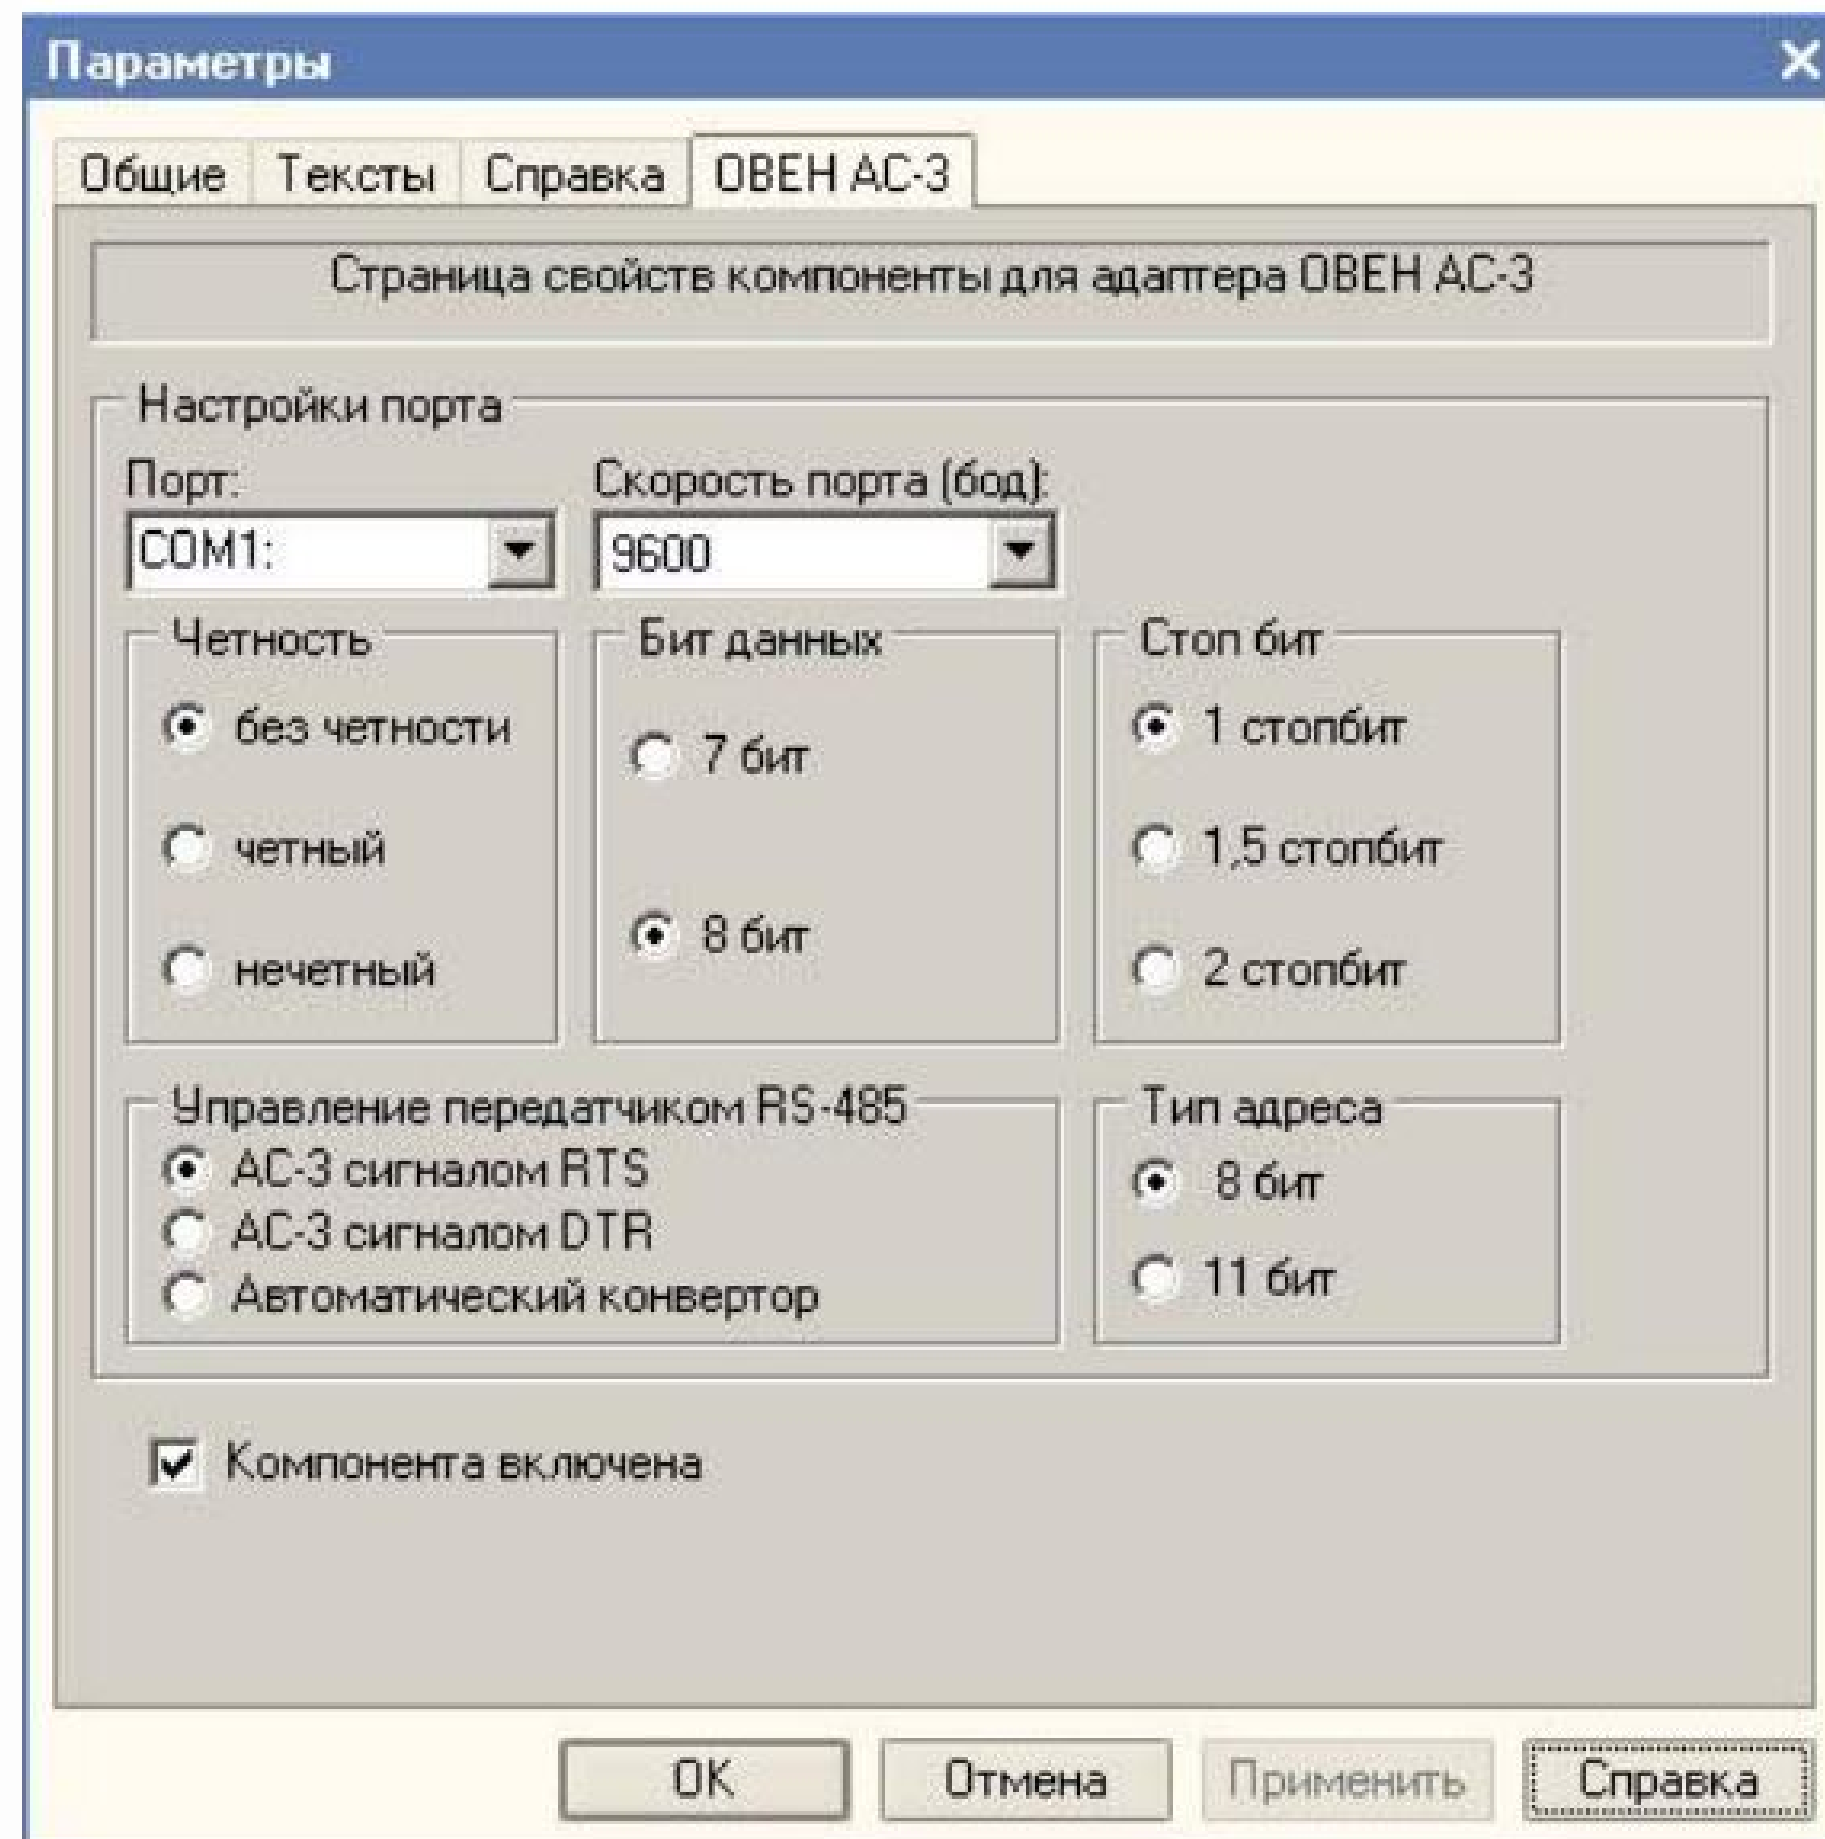 Параметры
Общие Тексты Справка ОВЕН АС-3
Страница свойств компоненты для адаптера ОВЕН АС-3
Настройки порта
Порт: Скорость порта (бод):
COM1: 9600
Четность Бит данных Стоп бит
без четности 7 бит 1 стопбит
четный 1,5 стопбит
нечетный 8 бит 2 стопбит
Управление передатчиком RS-485 Тип адреса
АС-3 сигналом RTS 8 бит
АС-3 сигналом DTR
Автоматический конвертор 11 бит
Компонента включена
ОК Отмена Применить Справка